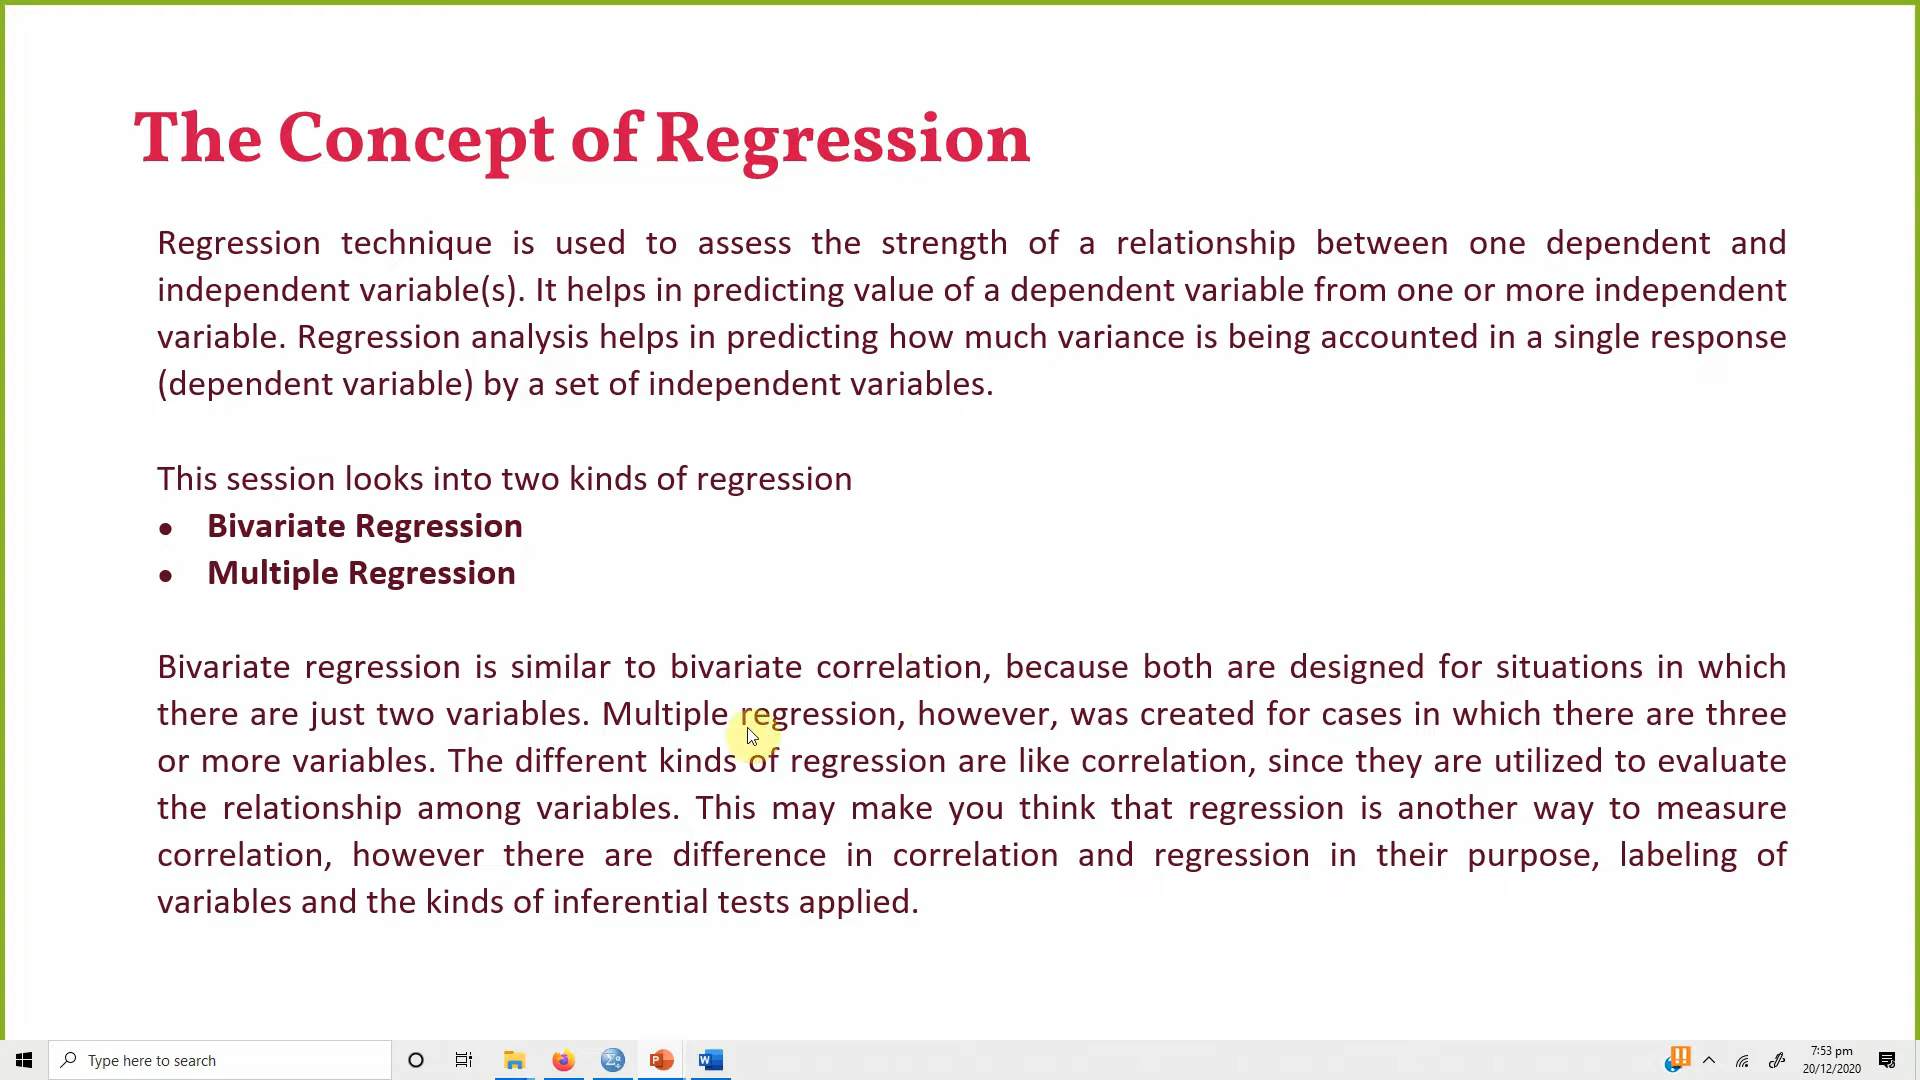 The Concept of Regression
Regression technique is used to assess the strength of a relationship between one dependent and
independent variable(s). It helps in predicting value of a dependent variable from one or more independent
variable. Regression analysis helps in predicting how much variance is being accounted in a single response
(dependent variable) by a set of independent variables.
This session looks into two kinds of regression
● Bivariate Regression
● Multiple Regression
Bivariate regression is similar to bivariate correlation, because both are designed for situations in which
there are just two variables. Multiple regression, however, was created for cases in which there are three
or more variables. The different kinds of regression are like correlation, since they are utilized to evaluate
the relationship among variables. This may make you think that regression is another way to measure
correlation, however there are difference in correlation and regression in their purpose, labeling of
variables and the kinds of inferential tests applied.
Type here to search
7:53 pm
20/12/2020